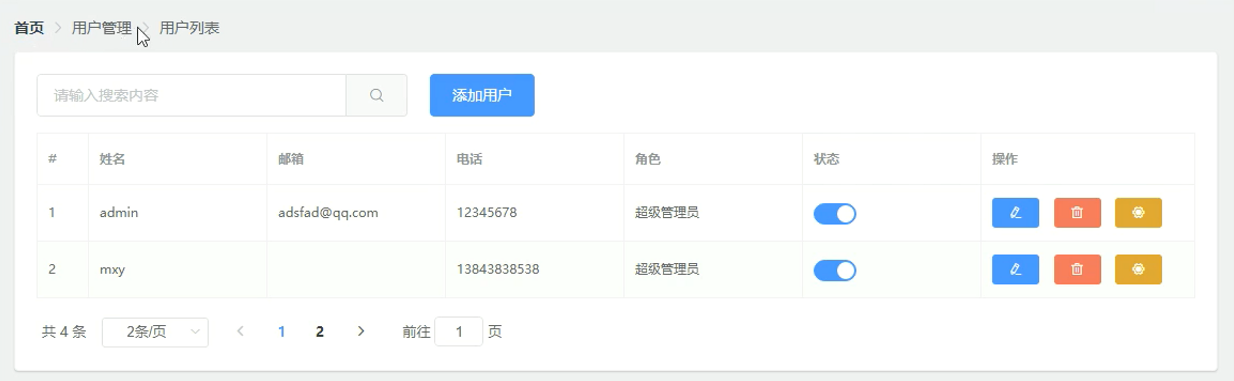 首页 用户管理 用户列表
请输入搜索内容 添加用户
# 姓名 邮箱 电话 角色 状态 操作
1 admin adsfad@qq.com 12345678 超级管理员
2 mxy 13843838538 超级管理员
共 4 条 2条/页 1 2 前往 1 页